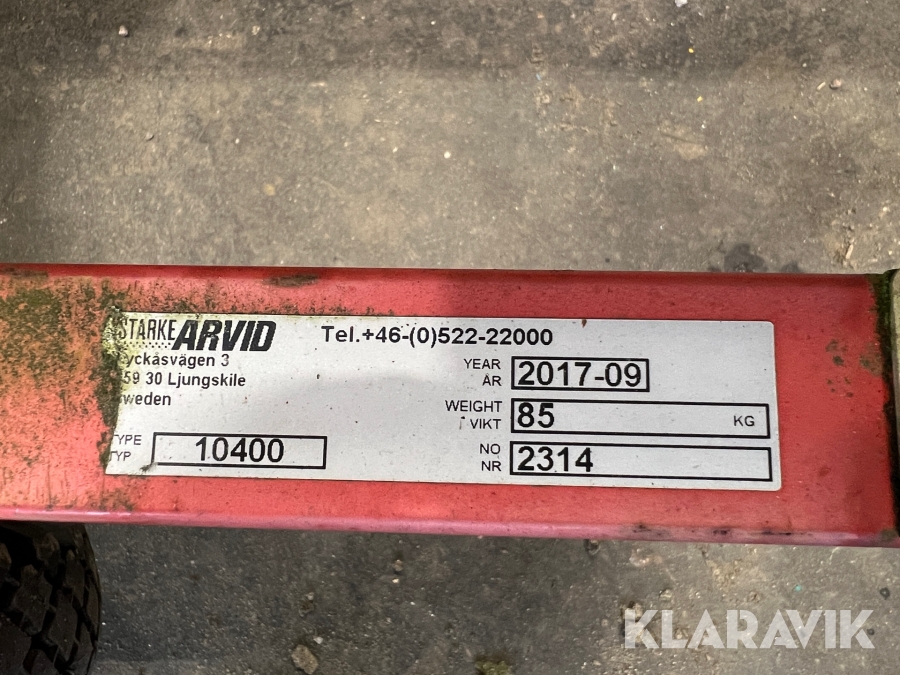 STARKE ARVID
Tel.+46-(0)522-22000
yckåsvägen 3
59 30 Ljungskile
weden
YEAR
ÅR
2017-09
WEIGHT
VIKT
85
KG
TYPE
TYP
10400
NO
NR
2314
KLARAVIK